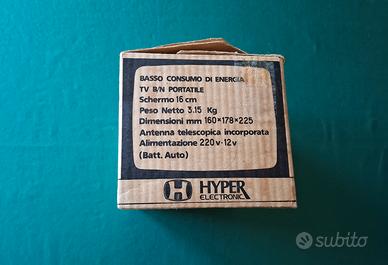 BASSO CONSUMO DI ENERGIA
TV B/N PORTATILE
Schermo 16 cm
Peso Netto 3.15 Kg
Dimensioni mm 160×178×225
Antenna telescopica incorporata
Alimentazione 220v-12v
(Batt. Auto)
HYPER
ELECTRONIC
subito